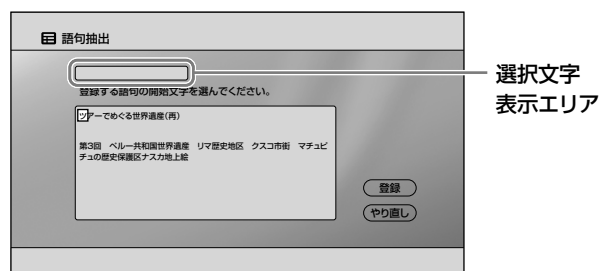 語句抽出
選択文字
表示エリア
登録する語句の開始文字を選んでください。
ツアーでめぐる世界遺産(再)
第3回 ペルー共和国世界遺産 リマ歴史地区 クスコ市街 マチュピ
チュの歴史保護区ナスカ地上絵
登録
やり直し